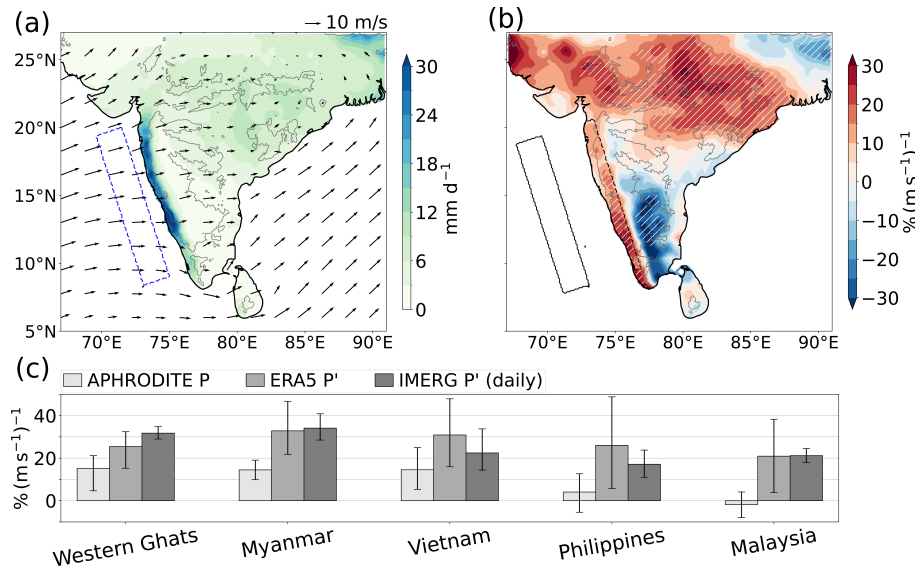 (a)
10 m/s
25°N
20°N
15°N
10°N
5°N
70°E 75°E 80°E 85°E 90°E
30
24
18
12
6
0
mm d⁻¹
(b)
70°E 75°E 80°E 85°E 90°E
30
20
10
0
−10
−20
−30
% (m s⁻¹)⁻¹
(c)
APHRODITE P ERA5 P' IMERG P' (daily)
% (m s⁻¹)⁻¹
40
20
0
Western Ghats Myanmar Vietnam Philippines Malaysia